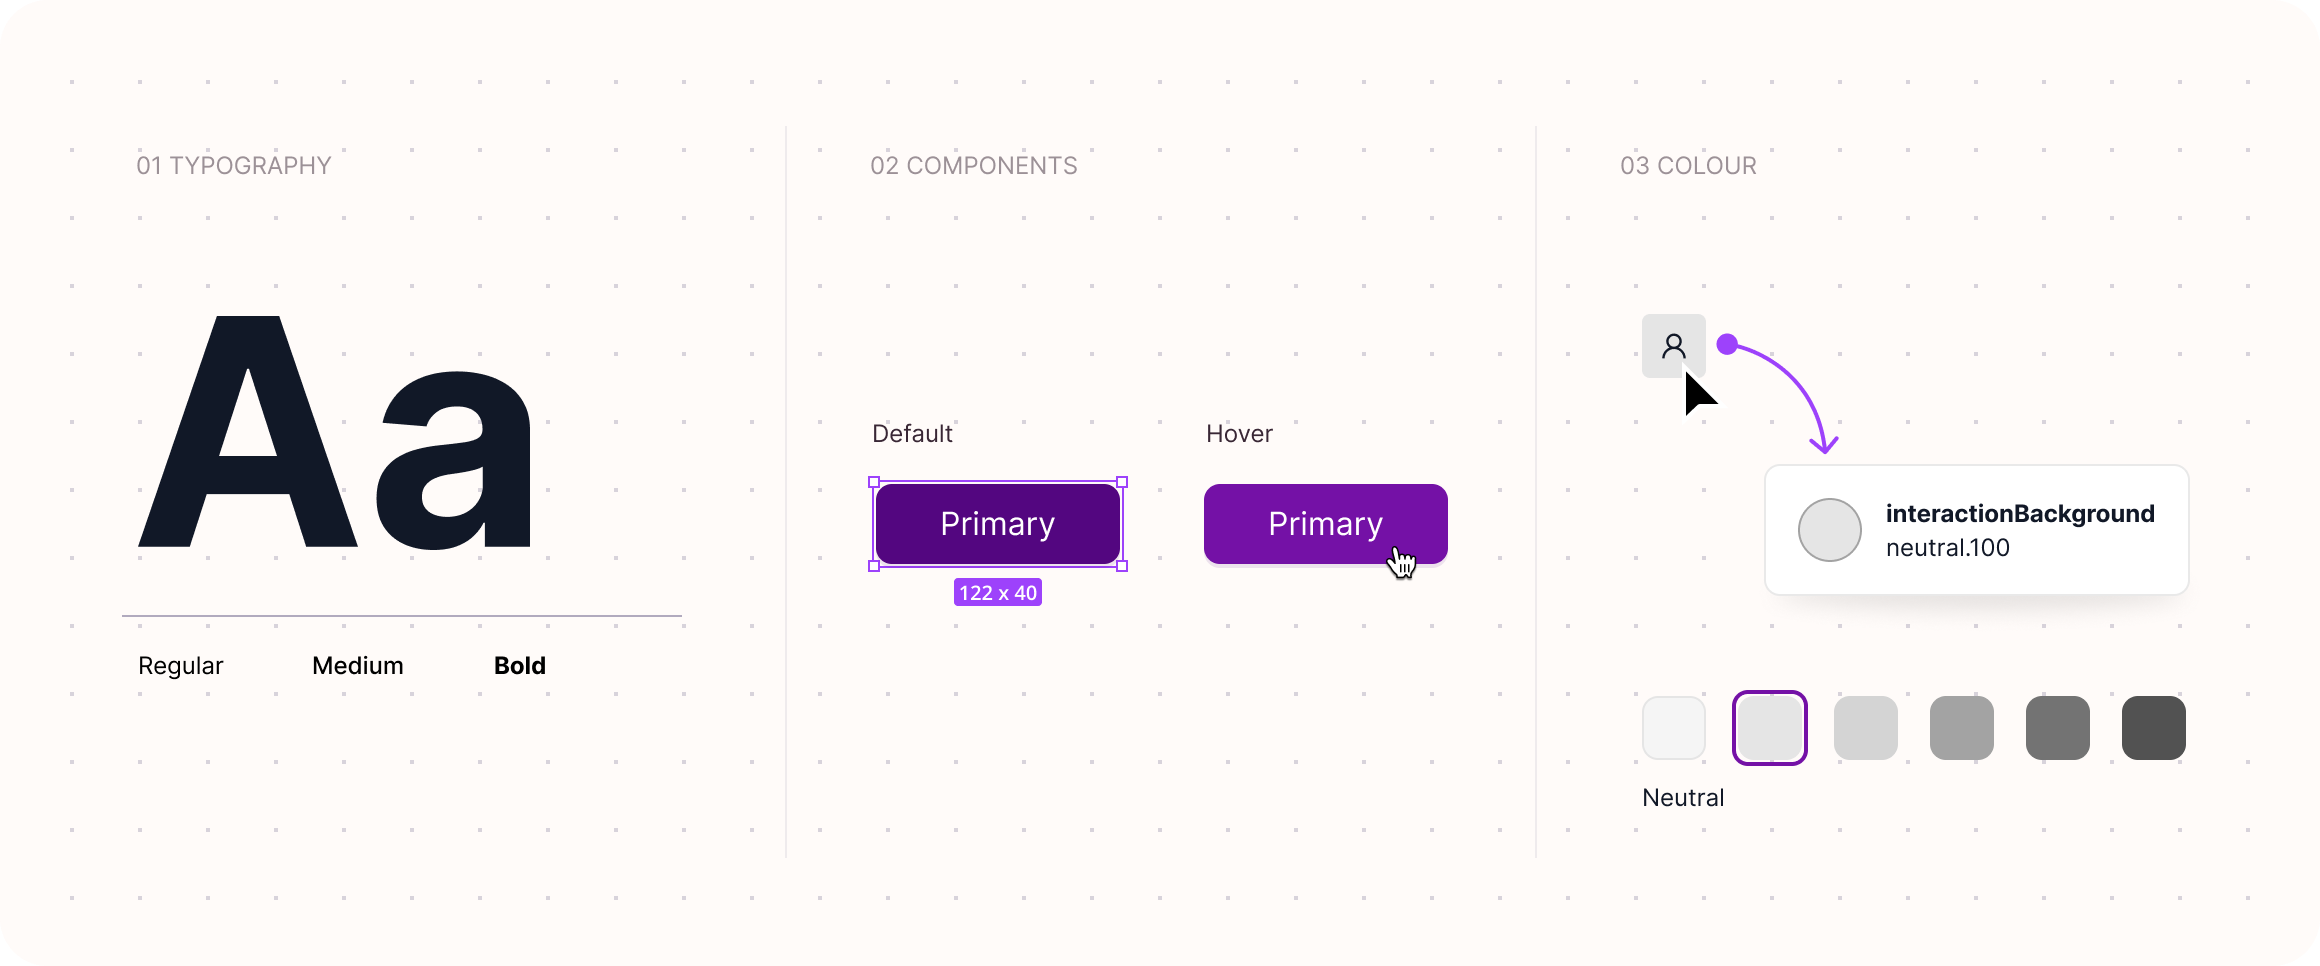 01 TYPOGRAPHY
Aa
Regular
Medium
Bold
02 COMPONENTS
Default
Hover
Primary
Primary
122 x 40
03 COLOUR
interactionBackground
neutral.100
Neutral